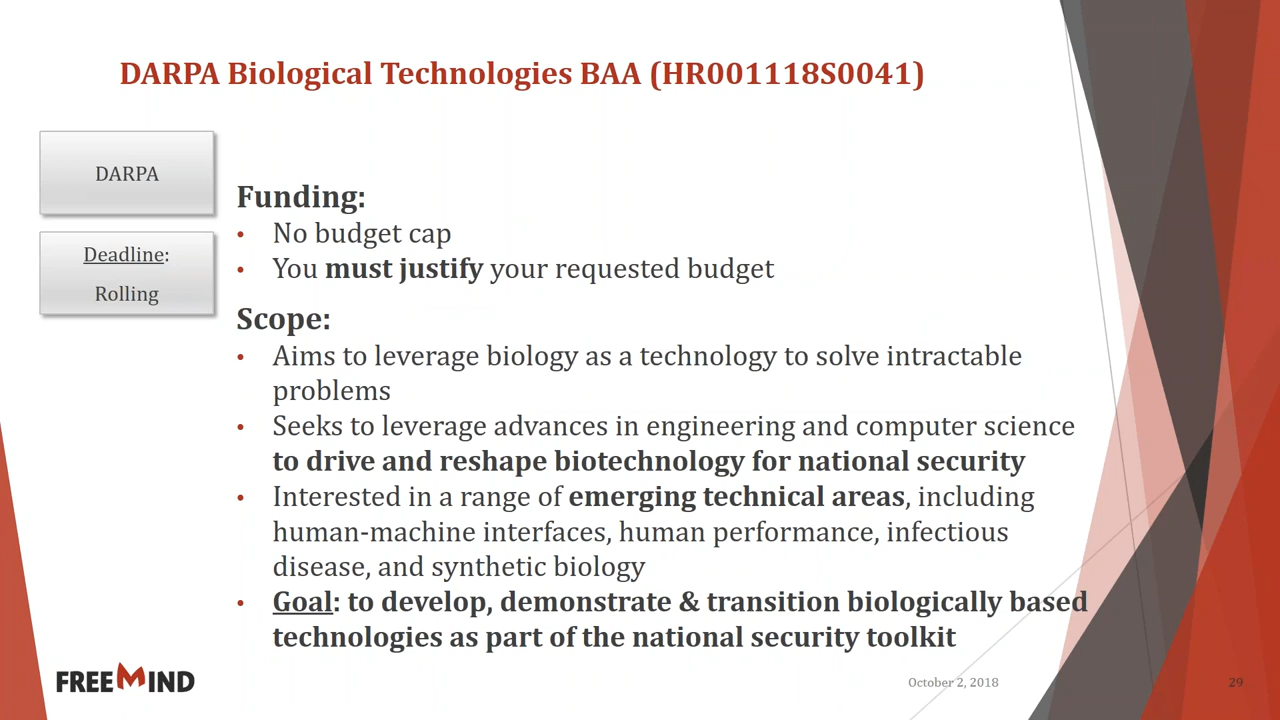 DARPA Biological Technologies BAA (HR001118S0041)
DARPA
Deadline:
Rolling
Funding:
• No budget cap
• You must justify your requested budget
Scope:
• Aims to leverage biology as a technology to solve intractable
problems
• Seeks to leverage advances in engineering and computer science
to drive and reshape biotechnology for national security
• Interested in a range of emerging technical areas, including
human-machine interfaces, human performance, infectious
disease, and synthetic biology
• Goal: to develop, demonstrate & transition biologically based
technologies as part of the national security toolkit
FREEMIND
October 2, 2018
29